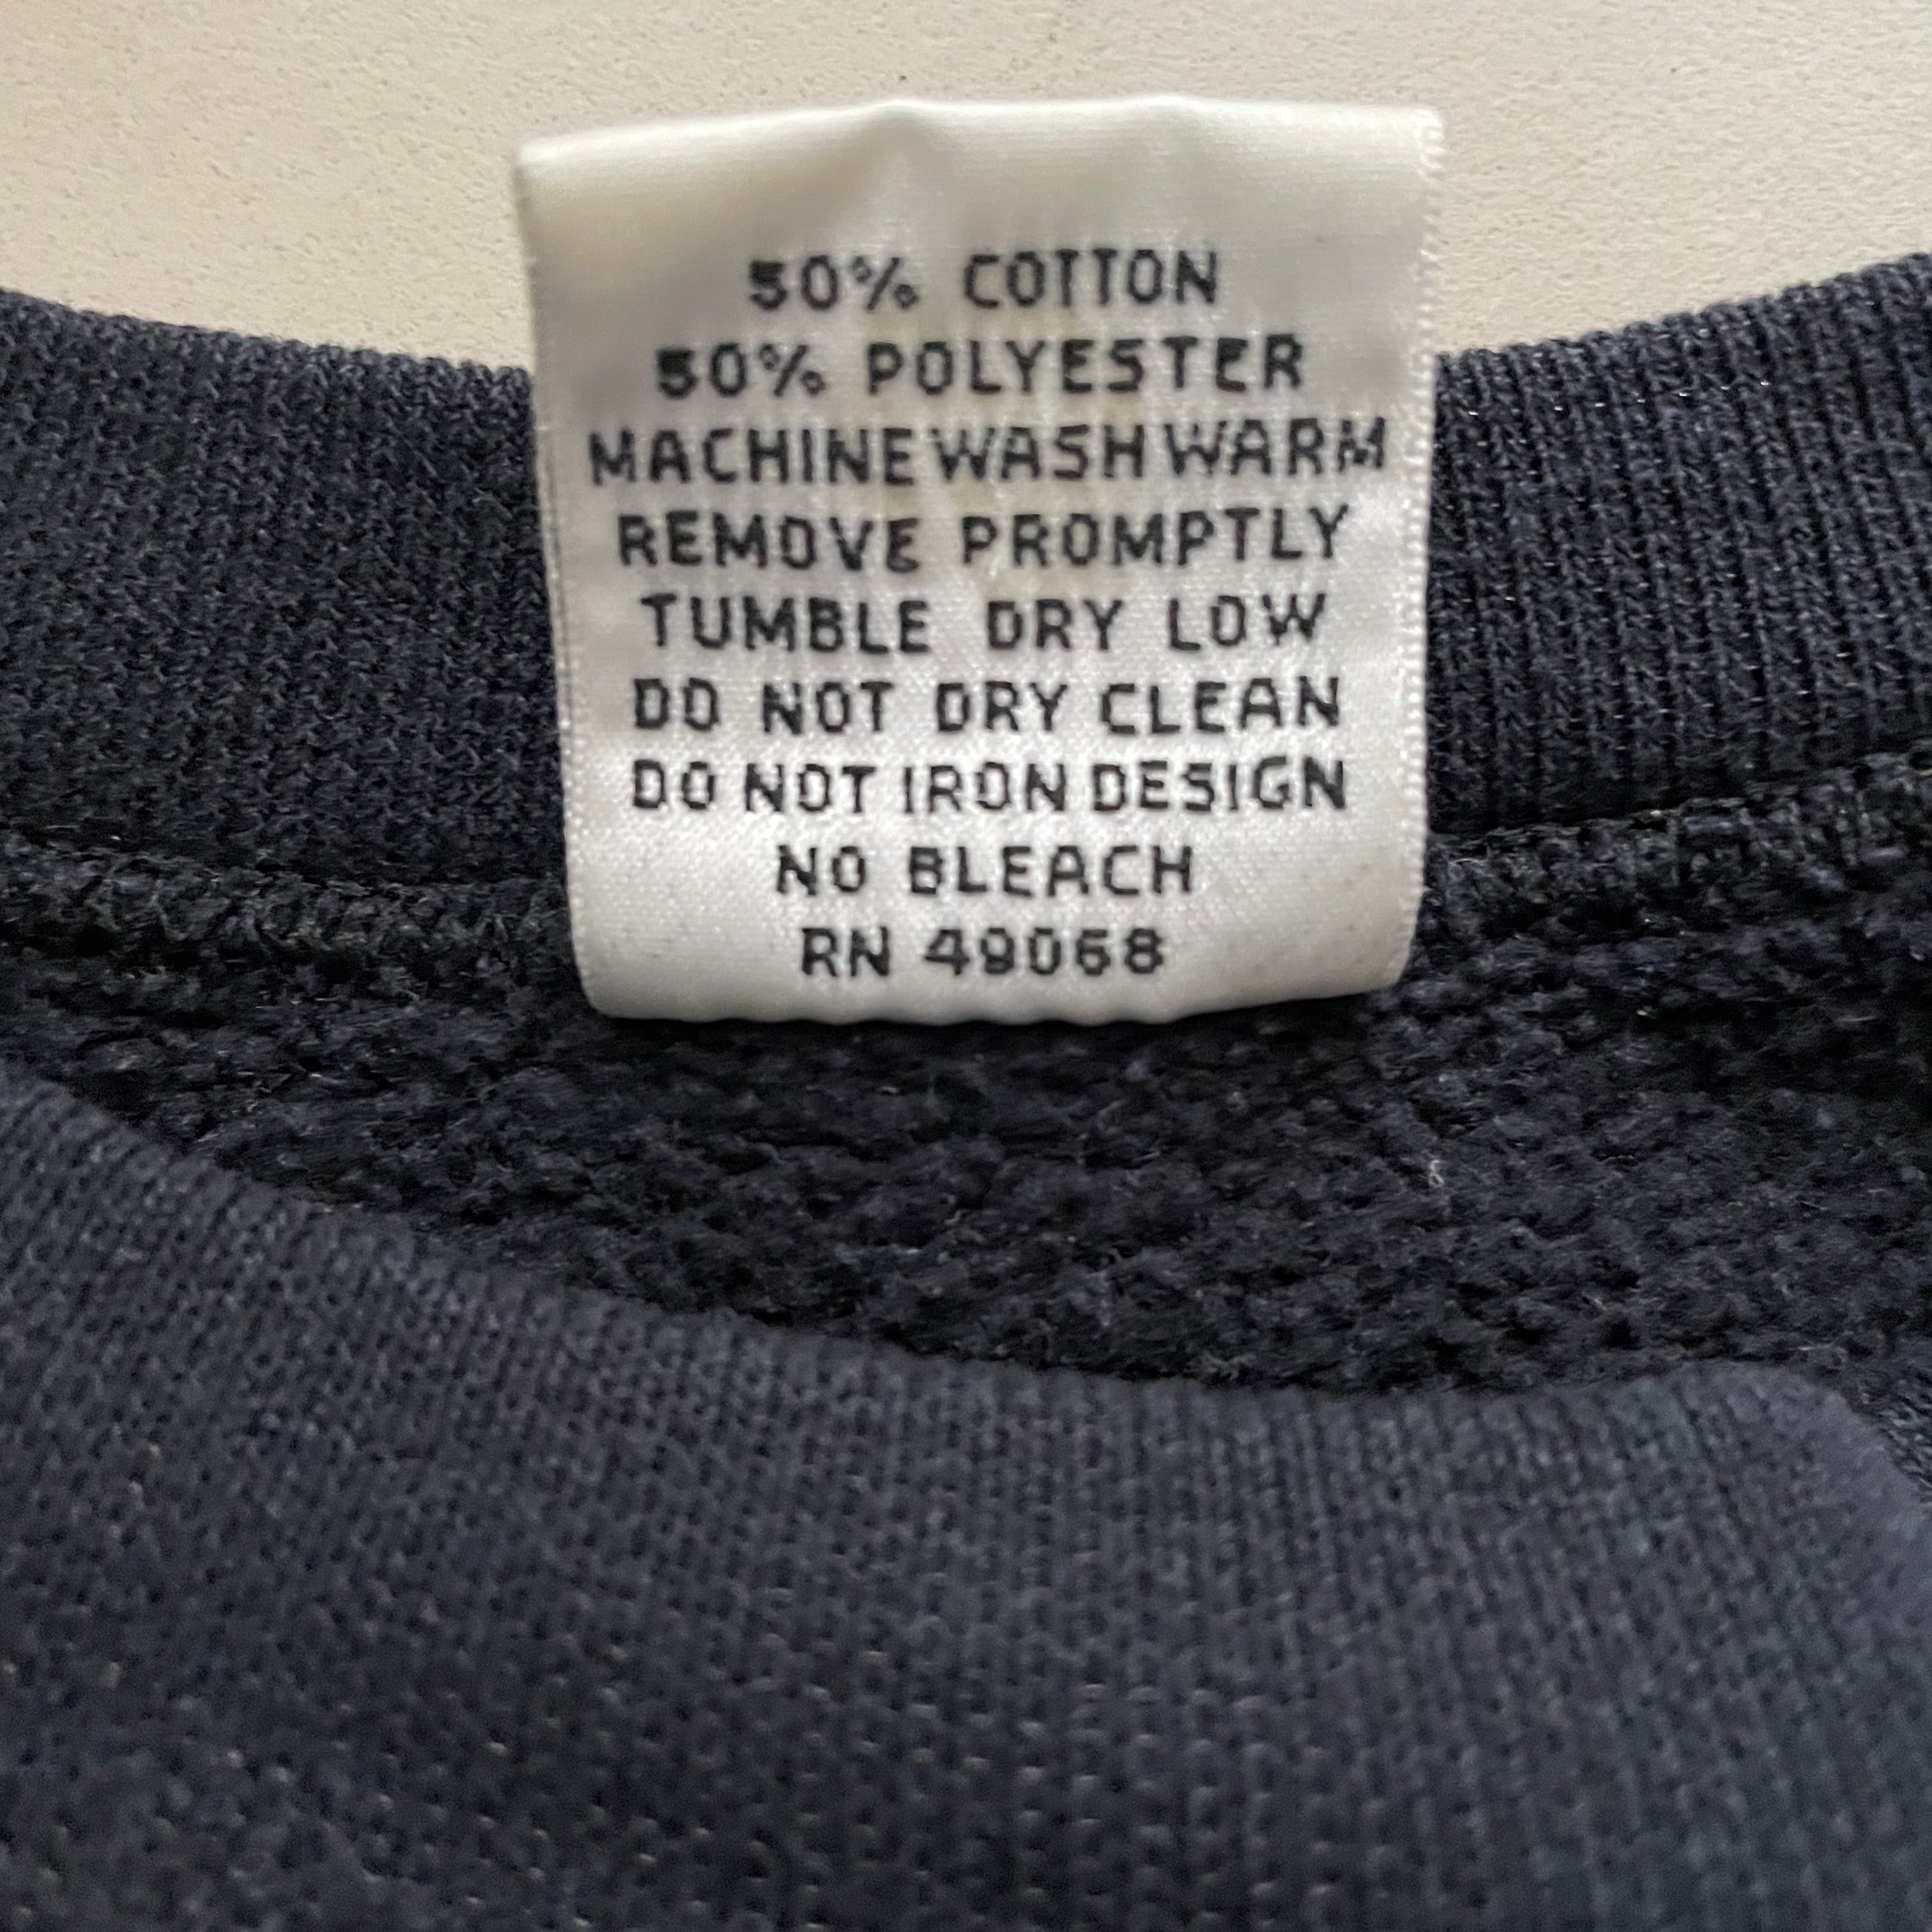 50% COTTON
50% POLYESTER
MACHINE WASH WARM
REMOVE PROMPTLY
TUMBLE DRY LOW
DO NOT DRY CLEAN
DO NOT IRON DESIGN
NO BLEACH
RN 49068